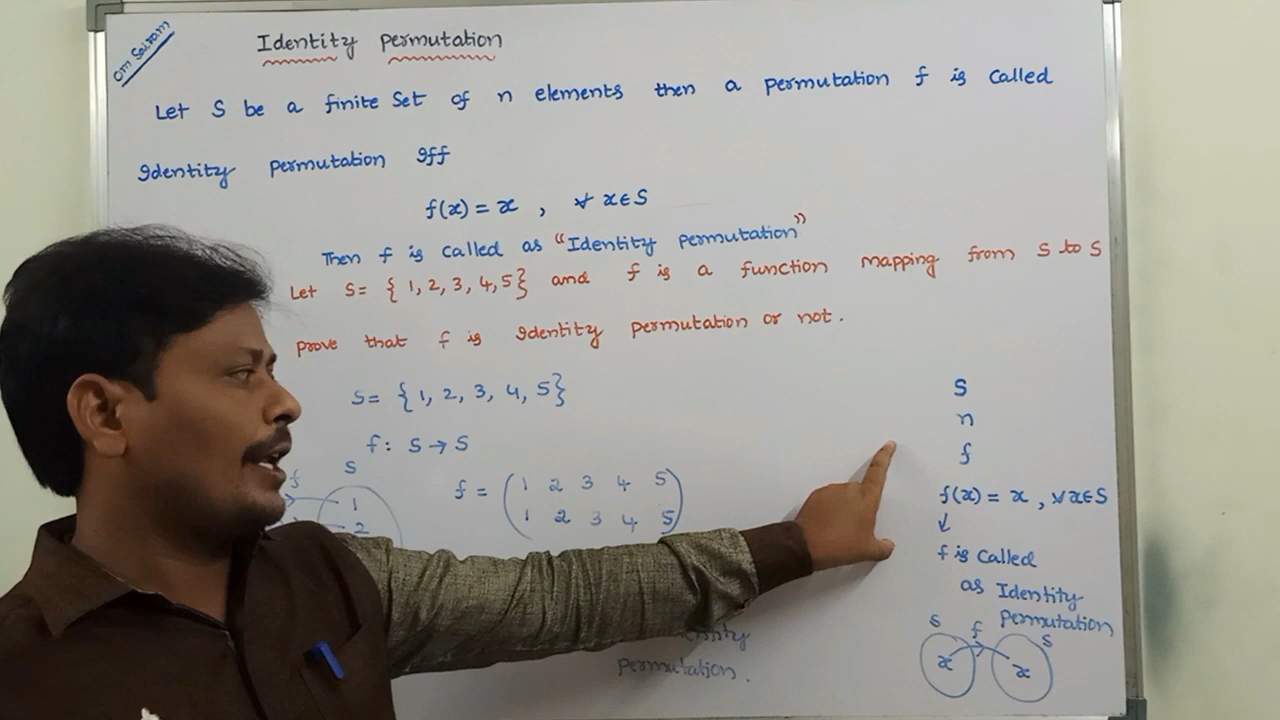 Om Sairam
Identity Permutation
Let S be a finite Set of n elements then a permutation f is called
Identity permutation Iff
f(x) = x , ∀ x∈S
Then f is called as "Identity permutation"
Let S= { 1, 2, 3, 4, 5} and f is a function mapping from S to S
prove that f is Identity permutation or not.
S= { 1, 2, 3, 4, 5}
f: S → S
f S
1
2
f = ( 1 2 3 4 5 )
1 2 3 4 5
permutation.
S
n
f
f(x) = x , ∀ x∈S
↓
f is called
as Identity
Permutation
S f S
x x